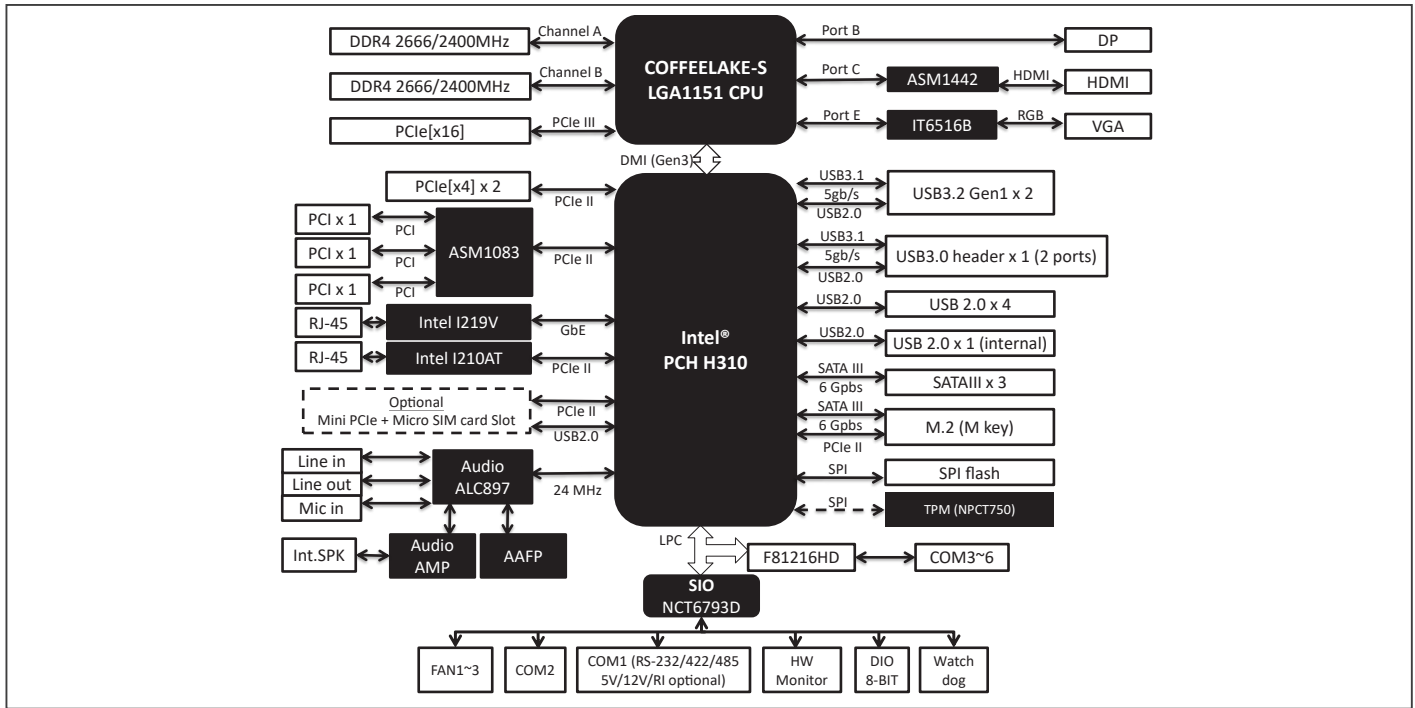 DDR4 2666/2400MHz
Channel A
DDR4 2666/2400MHz
Channel B
PCIe[x16]
PCIe III
COFFEELAKE-S
LGA1151 CPU
Port B
DP
Port C
ASM1442
HDMI
HDMI
Port E
IT6516B
RGB
VGA
DMI (Gen3)
PCIe[x4] x 2
PCIe II
PCI x 1
PCI
PCI x 1
PCI
PCI x 1
PCI
ASM1083
PCIe II
RJ-45
Intel I219V
GbE
RJ-45
Intel I210AT
PCIe II
Optional
Mini PCIe + Micro SIM card Slot
PCIe II
USB2.0
Line in
Line out
Mic in
Audio
ALC897
24 MHz
Int.SPK
Audio
AMP
AAFP
Intel®
PCH H310
USB3.1
5gb/s
USB2.0
USB3.2 Gen1 x 2
USB3.1
5gb/s
USB2.0
USB3.0 header x 1 (2 ports)
USB2.0
USB 2.0 x 4
USB2.0
USB 2.0 x 1 (internal)
SATA III
6 Gpbs
SATAIII x 3
SATA III
6 Gpbs
PCIe II
M.2 (M key)
SPI
SPI flash
SPI
TPM (NPCT750)
LPC
F81216HD
COM3~6
SIO
NCT6793D
FAN1~3
COM2
COM1 (RS-232/422/485
5V/12V/RI optional)
HW
Monitor
DIO
8-BIT
Watch
dog